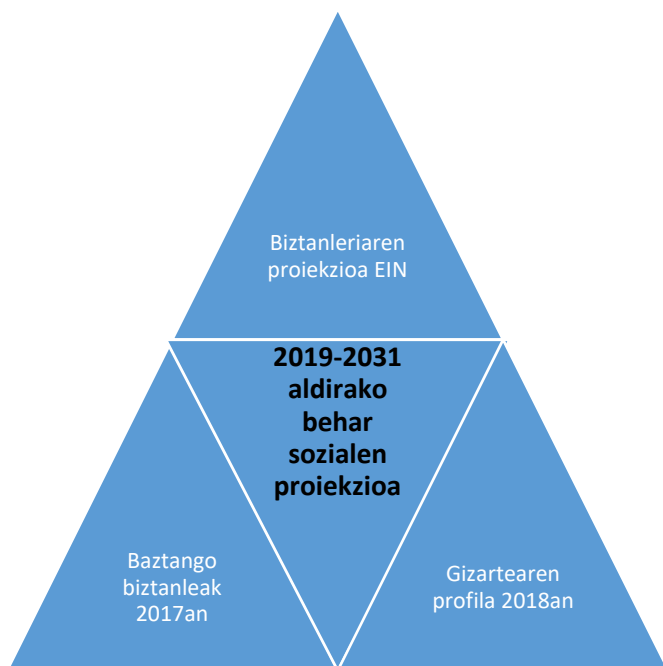 Biztanleriaren
proiekzioa EIN
2019-2031
aldirako
behar
sozialen
proiekzioa
Baztango
biztanleak
2017an
Gizartearen
profila 2018an